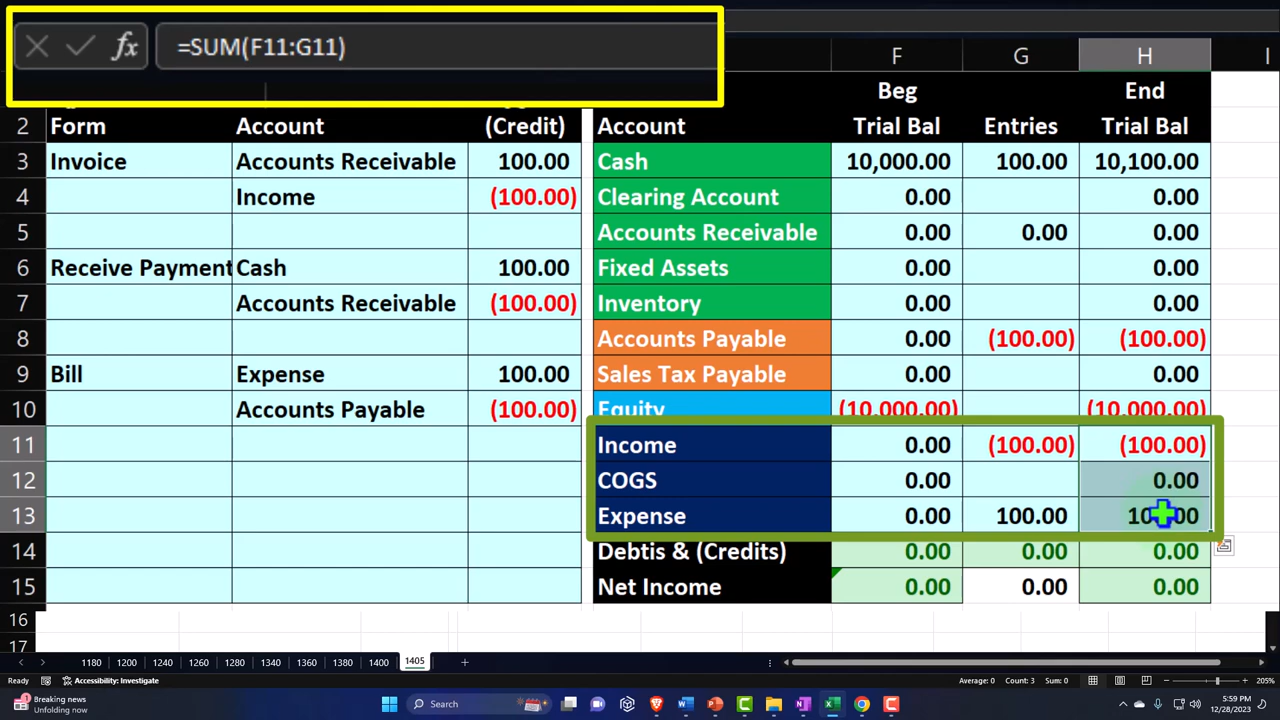 =SUM(F11:G11)
F G H I
Beg End
2 Form Account (Credit) Account Trial Bal Entries Trial Bal
3 Invoice Accounts Receivable 100.00 Cash 10,000.00 100.00 10,100.00
4 Income (100.00) Clearing Account 0.00 0.00
5 Accounts Receivable 0.00 0.00 0.00
6 Receive Payment Cash 100.00 Fixed Assets 0.00 0.00
7 Accounts Receivable (100.00) Inventory 0.00 0.00
8 Accounts Payable 0.00 (100.00) (100.00)
9 Bill Expense 100.00 Sales Tax Payable 0.00 0.00
10 Accounts Payable (100.00) Equity (10,000.00) (10,000.00)
11 Income 0.00 (100.00) (100.00)
12 COGS 0.00 0.00
13 Expense 0.00 100.00
14 Debtis & (Credits) 0.00 0.00 0.00
15 Net Income 0.00 0.00 0.00
16
17
1180 1200 1240 1260 1280 1340 1360 1380 1400 1405
Ready Accessibility: Investigate Average: 0.00 Count: 3 Sum: 0.00 205%
Breaking news
Unfolding now
Search
5:59 PM
12/28/2023